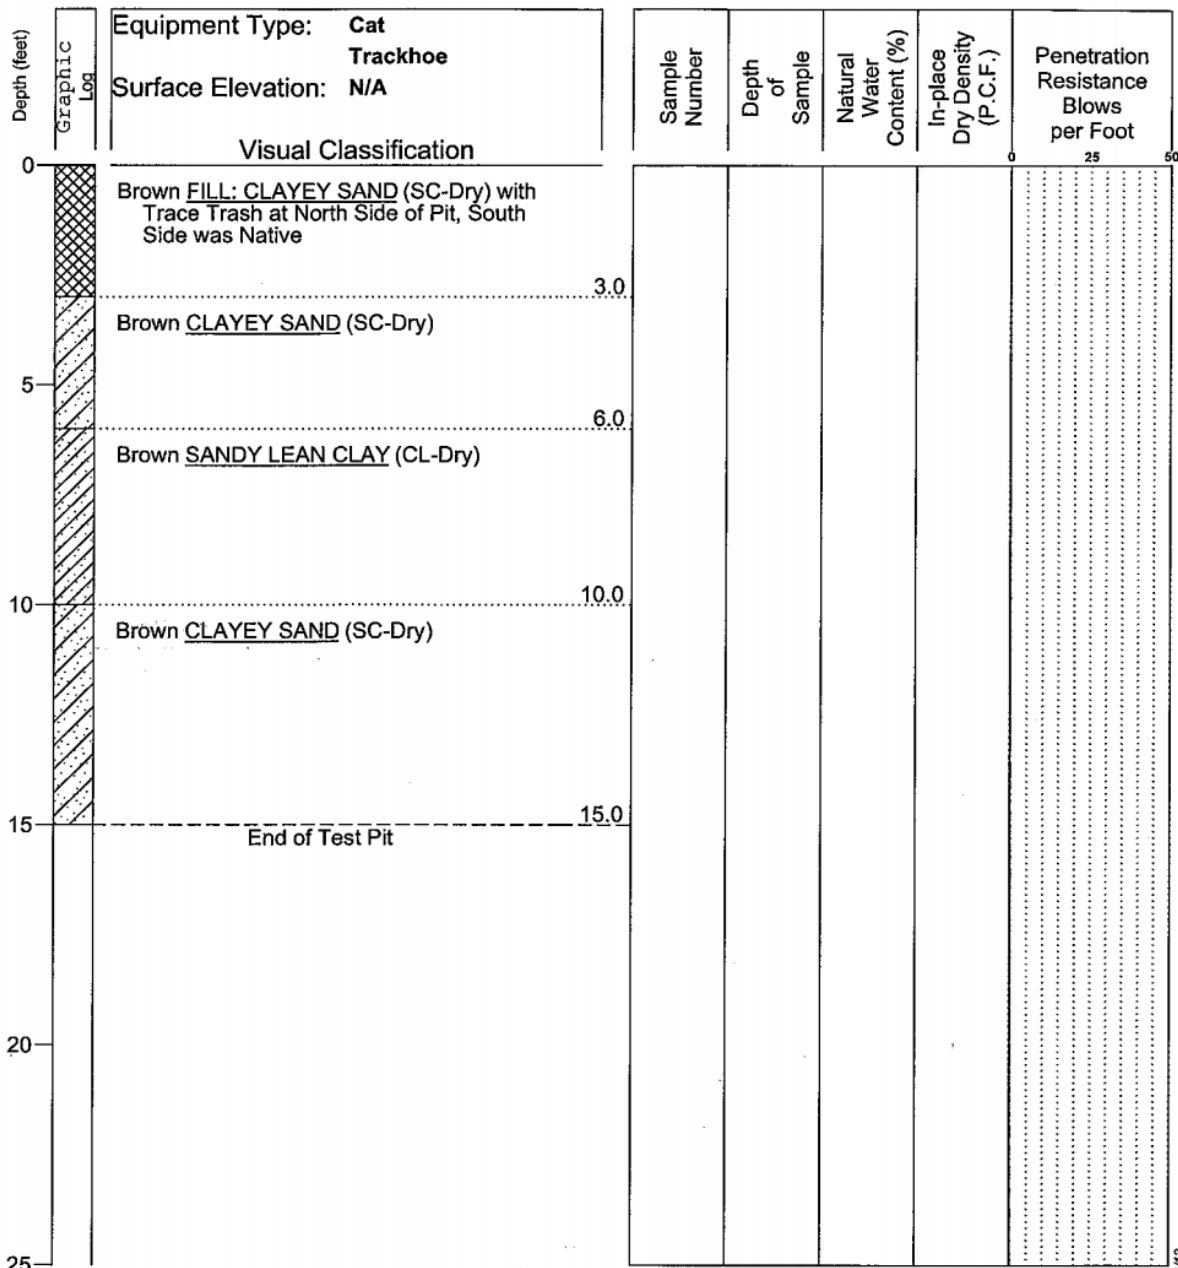 Depth (feet)
Graphic
Log
Equipment Type: Cat
Trackhoe
Surface Elevation: N/A
Visual Classification
Sample
Number
Depth
of
Sample
Natural
Water
Content (%)
In-place
Dry Density
(P.C.F.)
Penetration
Resistance
Blows
per Foot
0 25 50
0
Brown FILL: CLAYEY SAND (SC-Dry) with
Trace Trash at North Side of Pit, South
Side was Native
3.0
Brown CLAYEY SAND (SC-Dry)
5
6.0
Brown SANDY LEAN CLAY (CL-Dry)
10
10.0
Brown CLAYEY SAND (SC-Dry)
15
15.0
End of Test Pit
20
25